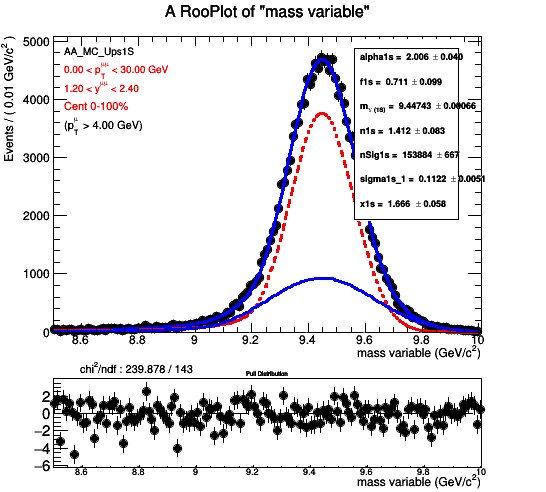 A RooPlot of "mass variable"
Events / ( 0.01 GeV/c² )
5000
4000
3000
2000
1000
0
AA_MC_Ups1S
0.00 < p_T^μμ < 30.00 GeV
1.20 < y^μμ < 2.40
Cent 0-100%
(p_T^μ > 4.00 GeV)
alpha1s = 2.006 ± 0.040
f1s = 0.711 ± 0.099
m_ϒ(1S) = 9.44743 ± 0.00066
n1s = 1.412 ± 0.083
nSig1s = 153884 ± 667
sigma1s_1 = 0.1122 ± 0.0051
x1s = 1.666 ± 0.058
8.6 8.8 9 9.2 9.4 9.6 9.8 10
mass variable (GeV/c²)
chi²/ndf : 239.878 / 143
Pull Distribution
2
0
−2
−4
−6
8.6 8.8 9 9.2 9.4 9.6 9.8 10
mass variable (GeV/c²)